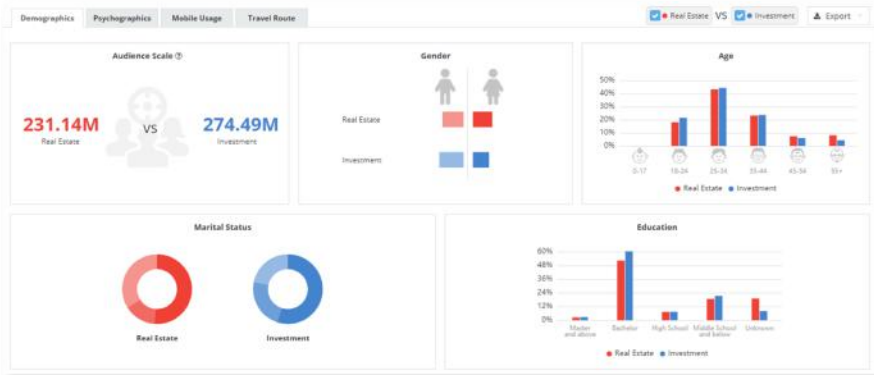 Demographics Psychographics Mobile Usage Travel Route
Real Estate VS Investment Export
Audience Scale ?
231.14M VS 274.49M
Real Estate Investment
Gender
Real Estate
Investment
Age
50%
40%
30%
20%
10%
0%
0-17 18-24 25-34 35-44 45-54 55+
Real Estate Investment
Marital Status
Real Estate Investment
Education
60%
48%
36%
24%
12%
0%
Master and above Bachelor High School Middle School and below Unknown
Real Estate Investment